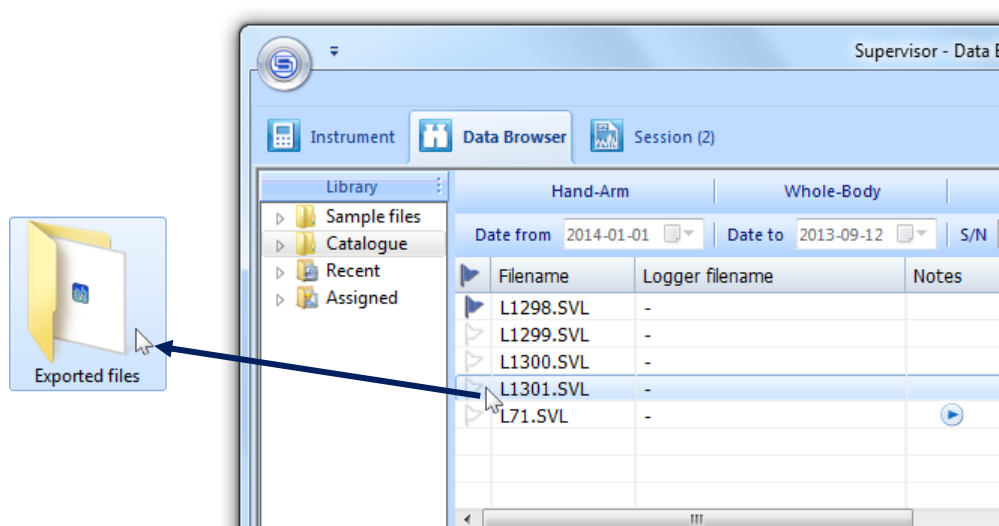 Supervisor - Data
Instrument Data Browser Session (2)
Library
Hand-Arm Whole-Body
Sample files
Catalogue
Recent
Assigned
Date from 2014-01-01 Date to 2013-09-12 S/N
Filename Logger filename Notes
L1298.SVL -
L1299.SVL -
L1300.SVL -
L1301.SVL -
L71.SVL -
Exported files